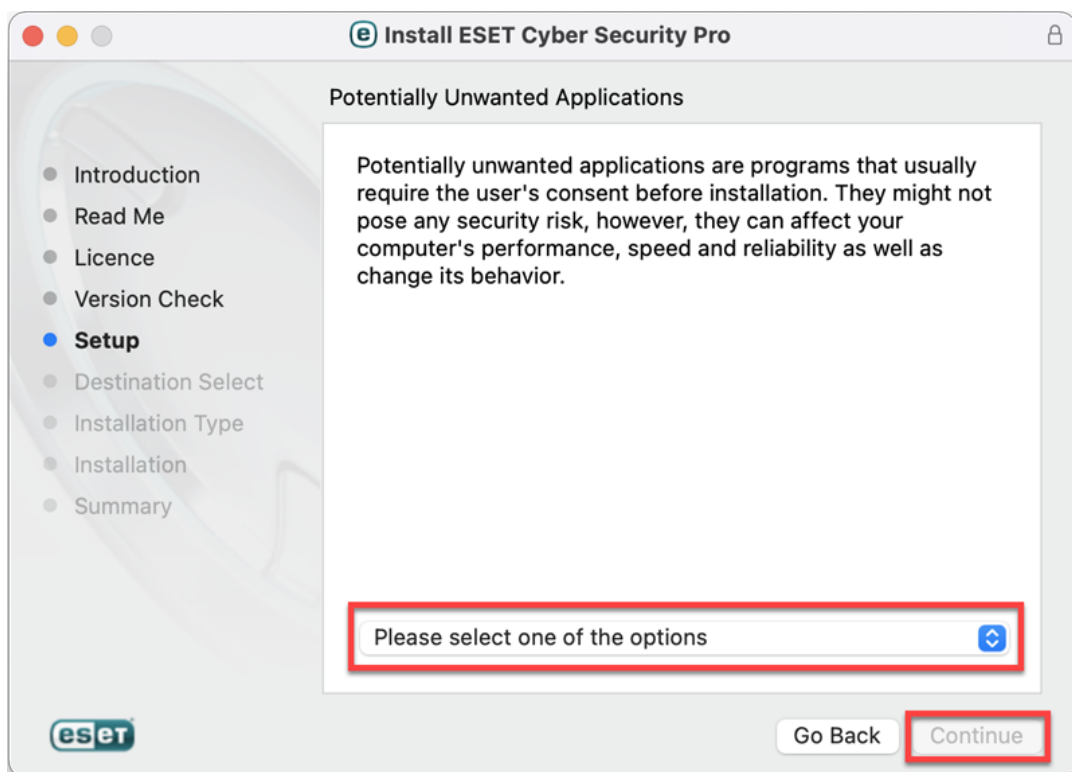 Install ESET Cyber Security Pro
Potentially Unwanted Applications
Introduction
Read Me
Licence
Version Check
Setup
Destination Select
Installation Type
Installation
Summary
Potentially unwanted applications are programs that usually
require the user's consent before installation. They might not
pose any security risk, however, they can affect your
computer's performance, speed and reliability as well as
change its behavior.
Please select one of the options
eset
Go Back
Continue